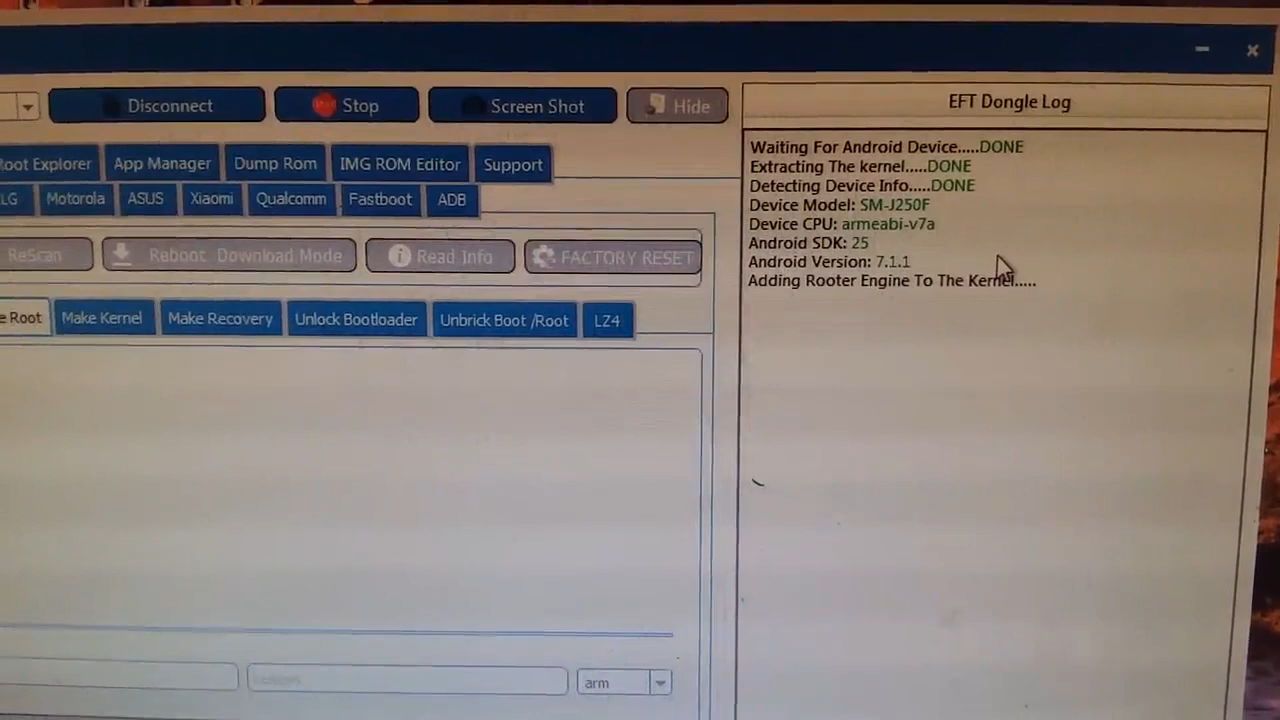 Disconnect
Stop
Screen Shot
Hide
EFT Dongle Log
Root Explorer
App Manager
Dump Rom
IMG ROM Editor
Support
LG
Motorola
ASUS
Xiaomi
Qualcomm
Fastboot
ADB
ReScan
Reboot Download Mode
Read Info
FACTORY RESET
e Root
Make Kernel
Make Recovery
Unlock Bootloader
Unbrick Boot /Root
LZ4
Waiting For Android Device.....DONE
Extracting The kernel.....DONE
Detecting Device Info.....DONE
Device Model: SM-J250F
Device CPU: armeabi-v7a
Android SDK: 25
Android Version: 7.1.1
Adding Rooter Engine To The Kernel.....
arm